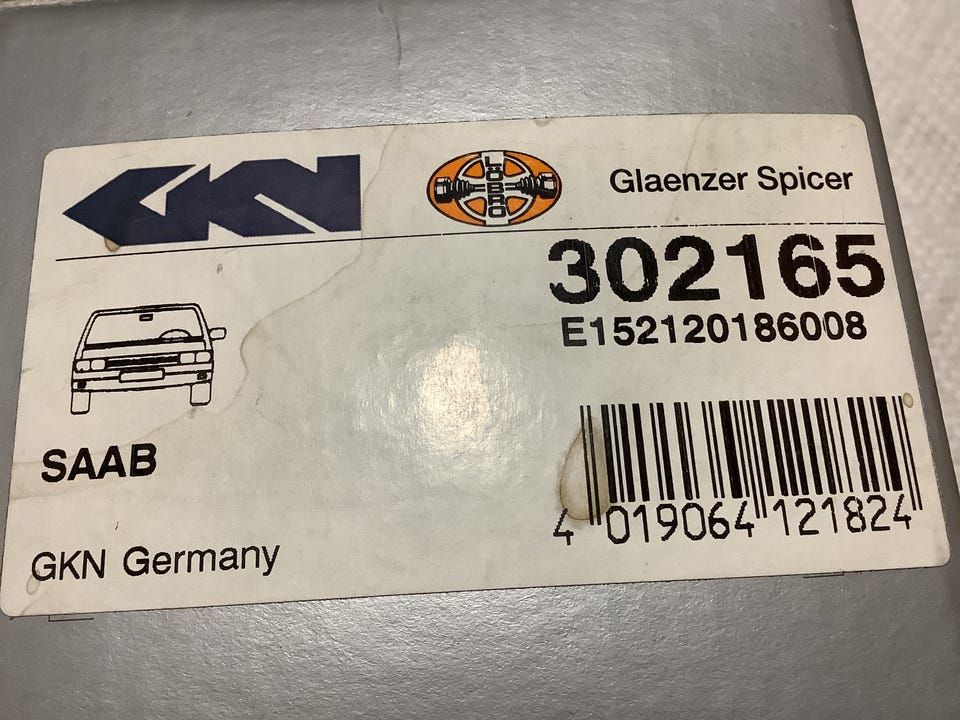 GKN
LÖBRO
Glaenzer Spicer
302165
E152120186008
SAAB
4 019064 121824
GKN Germany